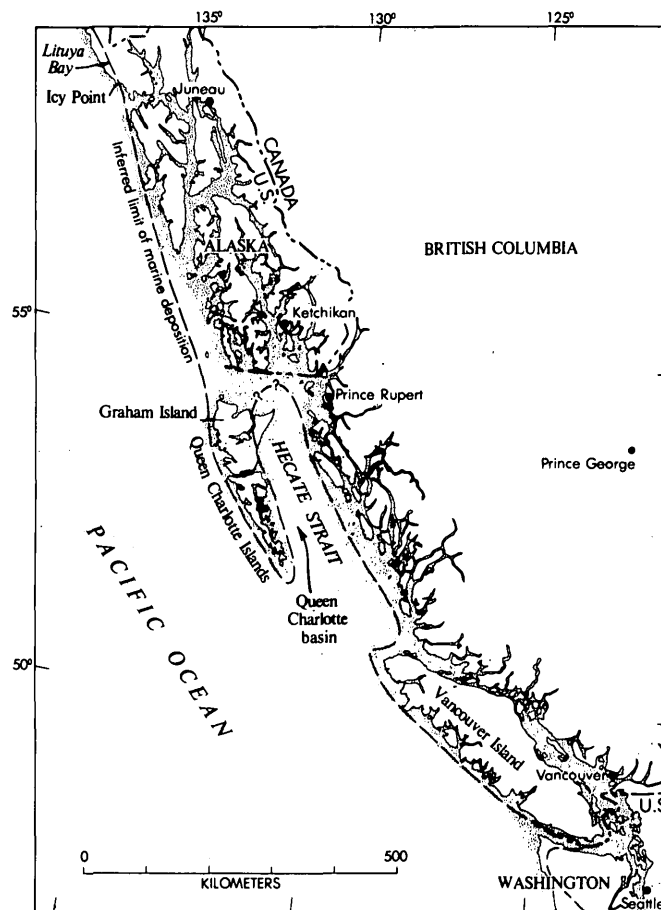 135°
130°
Lituya
Bay
Icy Point
Juneau
CANADA
U.S.
Inferred limit of marine deposition
ALASKA
BRITISH COLUMBIA
55°
Ketchikan
Prince Rupert
?
Graham Island
Prince George
HECATE STRAIT
Queen Charlotte Islands
PACIFIC OCEAN
Queen
Charlotte
basin
50°
Vancouver Island
Vancouver
U.S
0
500
KILOMETERS
WASHINGTON
Seattle